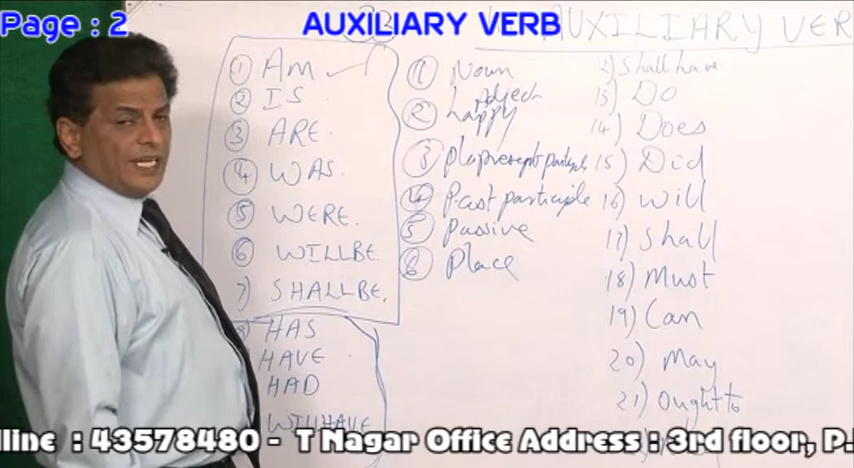 Page : 2
AUXILIARY VERB
AUXILIARY VER
1 AM
2 IS
3 ARE
4 WAS
5 WERE
6 WILLBE
7) SHALLBE
8) HAS
HAVE
HAD
WILLHAVE
1 Noun
2 Adject
happy
3 participle
4 Past participle
5 Passive
6 Place
Shall have
13) Do
14) Does
15) Did
16) Will
17) Shall
18) Must
19) Can
20) May
21) Ought to
lline : 43578480 - T Nagar Office Address : 3rd floor, P.